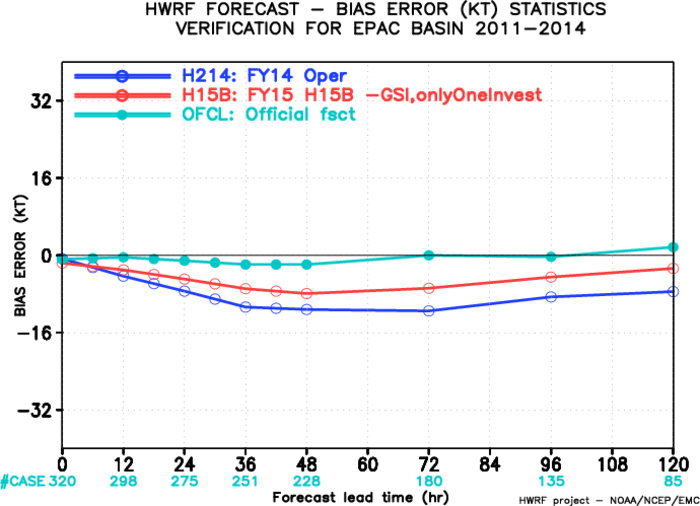 HWRF FORECAST – BIAS ERROR (KT) STATISTICS
VERIFICATION FOR EPAC BASIN 2011–2014
H214: FY14 Oper
H15B: FY15 H15B –GSI,onlyOneInvest
OFCL: Official fsct
BIAS ERROR (KT)
32
16
0
–16
–32
0 12 24 36 48 60 72 84 96 108 120
#CASE 320 298 275 251 228 180 135 85
Forecast lead time (hr)
HWRF project – NOAA/NCEP/EMC